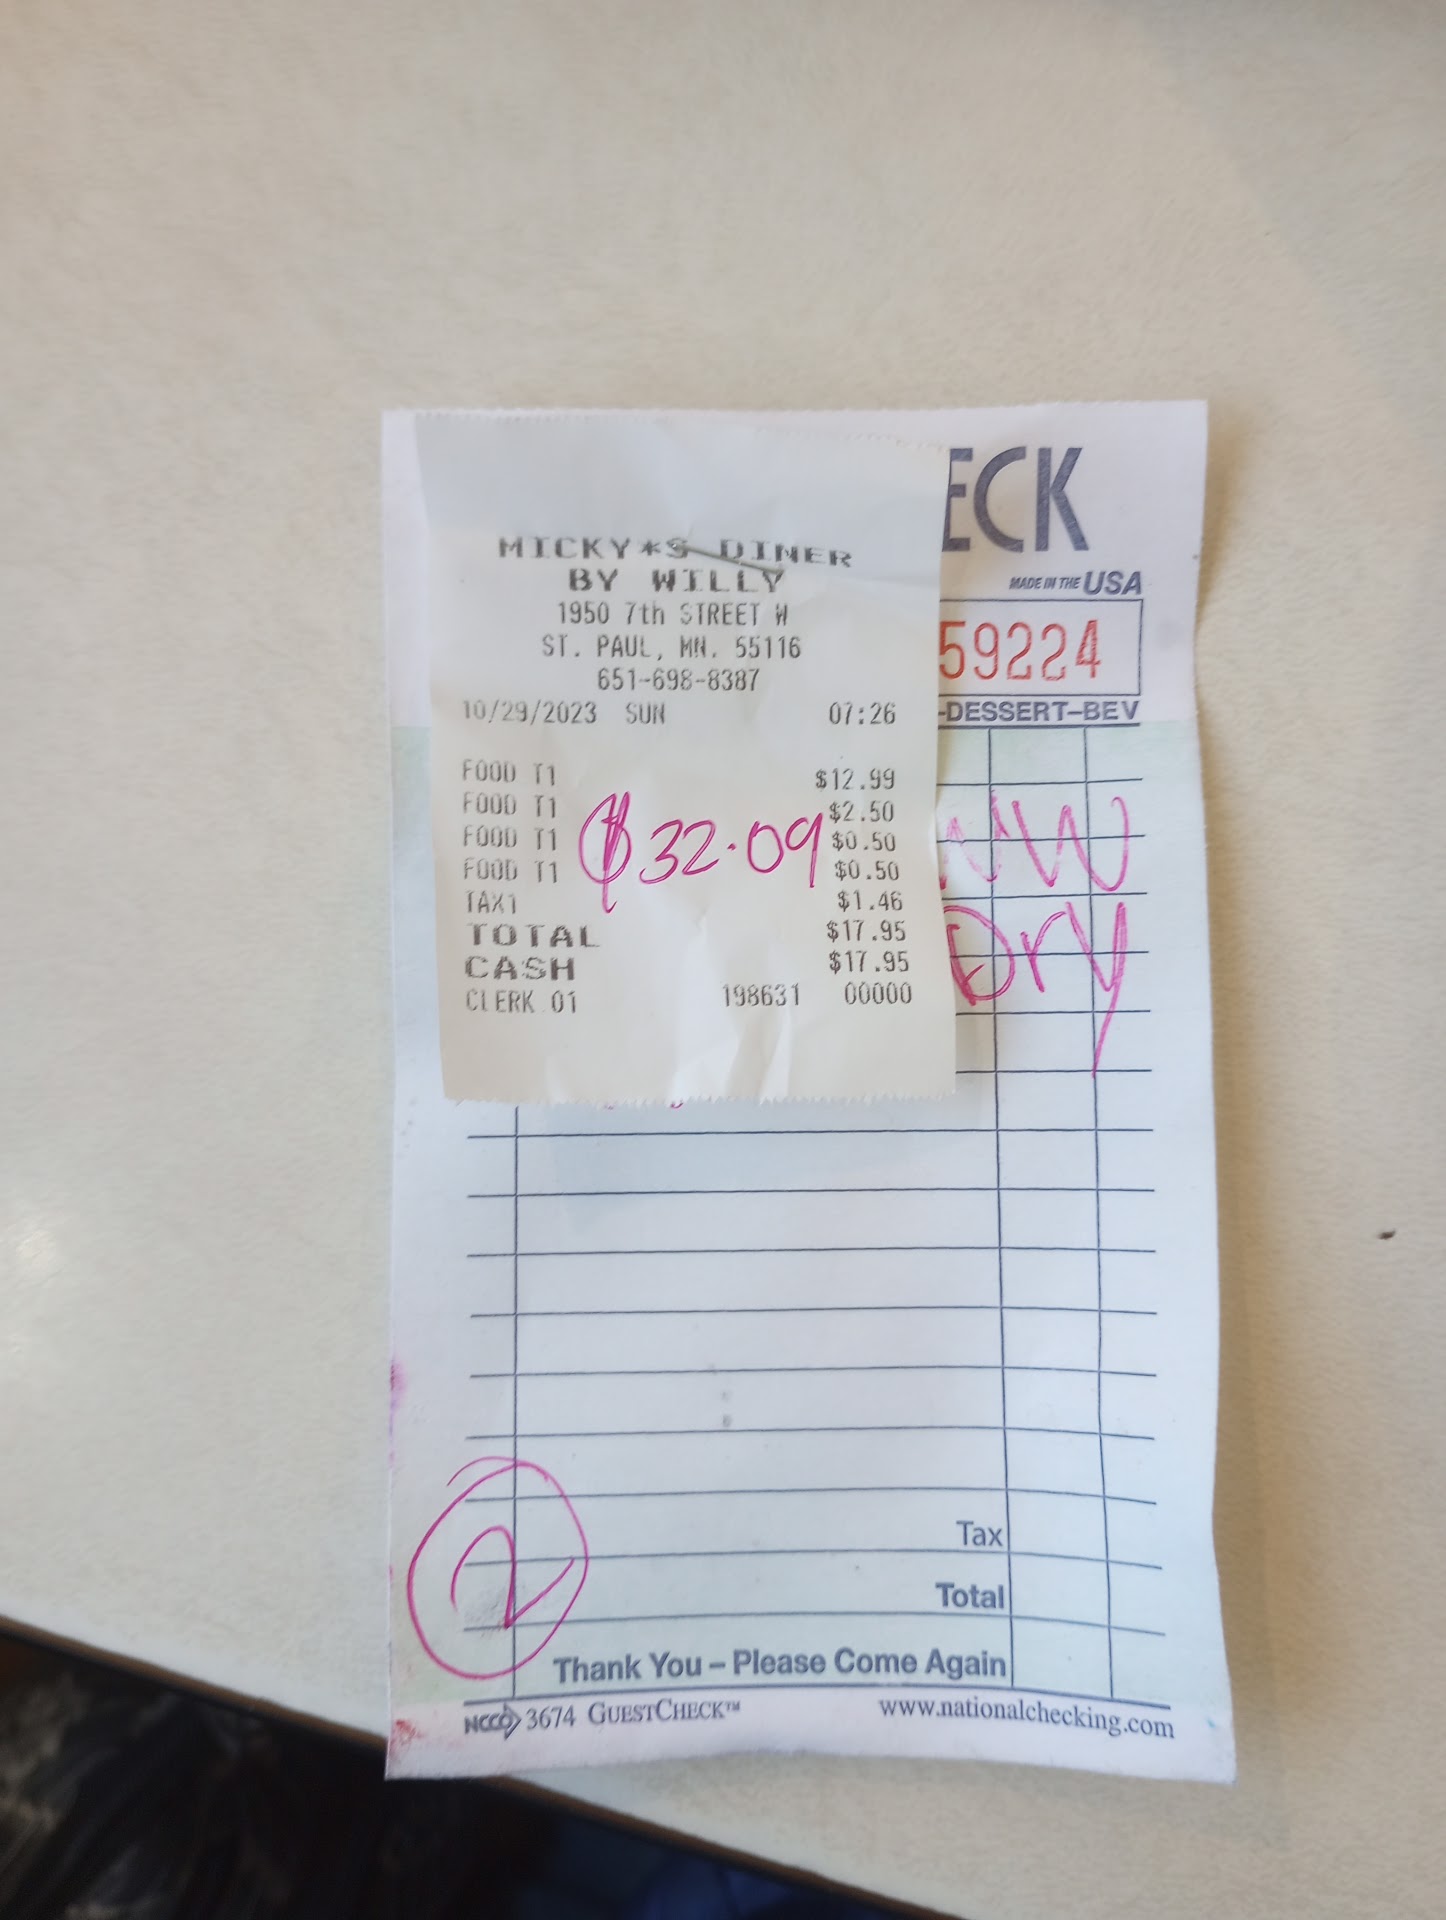 ECK
MADE IN THE USA
59224
-DESSERT-BEV
MICKY*S DINER
BY WILLY
1950 7th STREET W
ST. PAUL, MN. 55116
651-698-8387
10/29/2023 SUN 07:26
FOOD T1 $12.99
FOOD T1 $2.50
FOOD T1 $0.50
FOOD T1 $0.50
$32.09
TAX1 $1.46
TOTAL $17.95
CASH $17.95
CLERK 01 198631 00000
WW
Dry
2
Tax
Total
Thank You – Please Come Again
NCCO 3674 GUESTCHECK™ www.nationalchecking.com